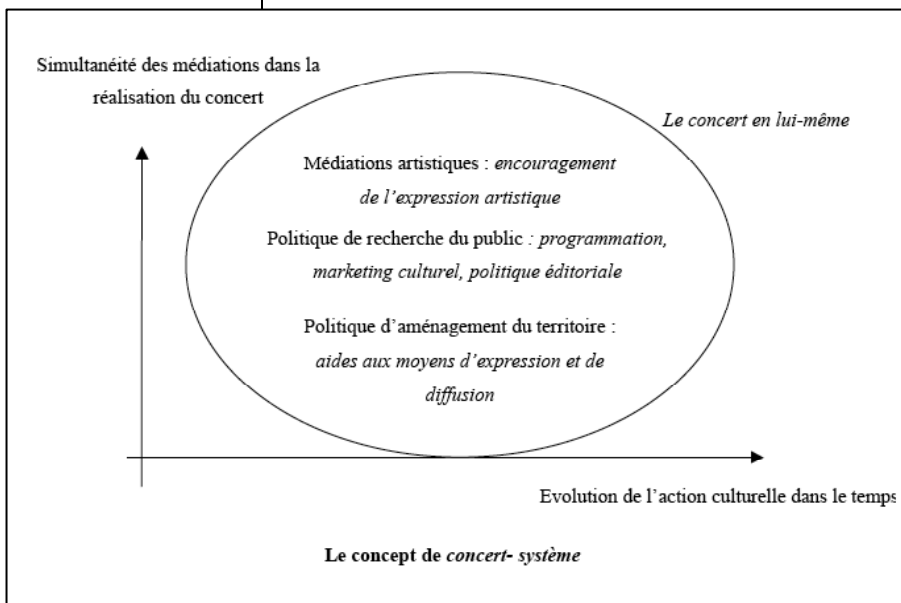 Simultanéité des médiations dans la
réalisation du concert
Le concert en lui-même
Médiations artistiques : encouragement
de l’expression artistique
Politique de recherche du public : programmation,
marketing culturel, politique éditoriale
Politique d’aménagement du territoire :
aides aux moyens d’expression et de
diffusion
Evolution de l’action culturelle dans le temps
Le concept de concert- système